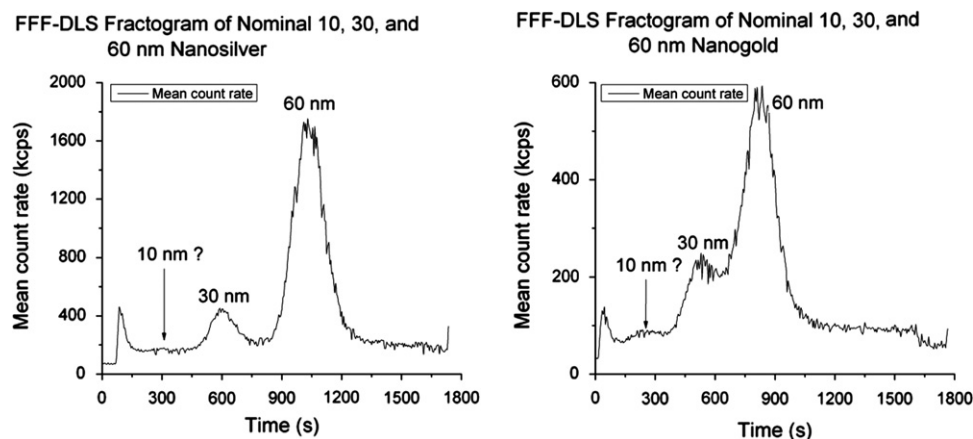 FFF-DLS Fractogram of Nominal 10, 30, and
60 nm Nanosilver
2000
1600
1200
800
400
0
Mean count rate (kcps)
Mean count rate
60 nm
10 nm ?
30 nm
0 300 600 900 1200 1500 1800
Time (s)
FFF-DLS Fractogram of Nominal 10, 30, and
60 nm Nanogold
600
400
200
0
Mean count rate (kcps)
Mean count rate
60 nm
30 nm
10 nm ?
0 300 600 900 1200 1500 1800
Time (s)